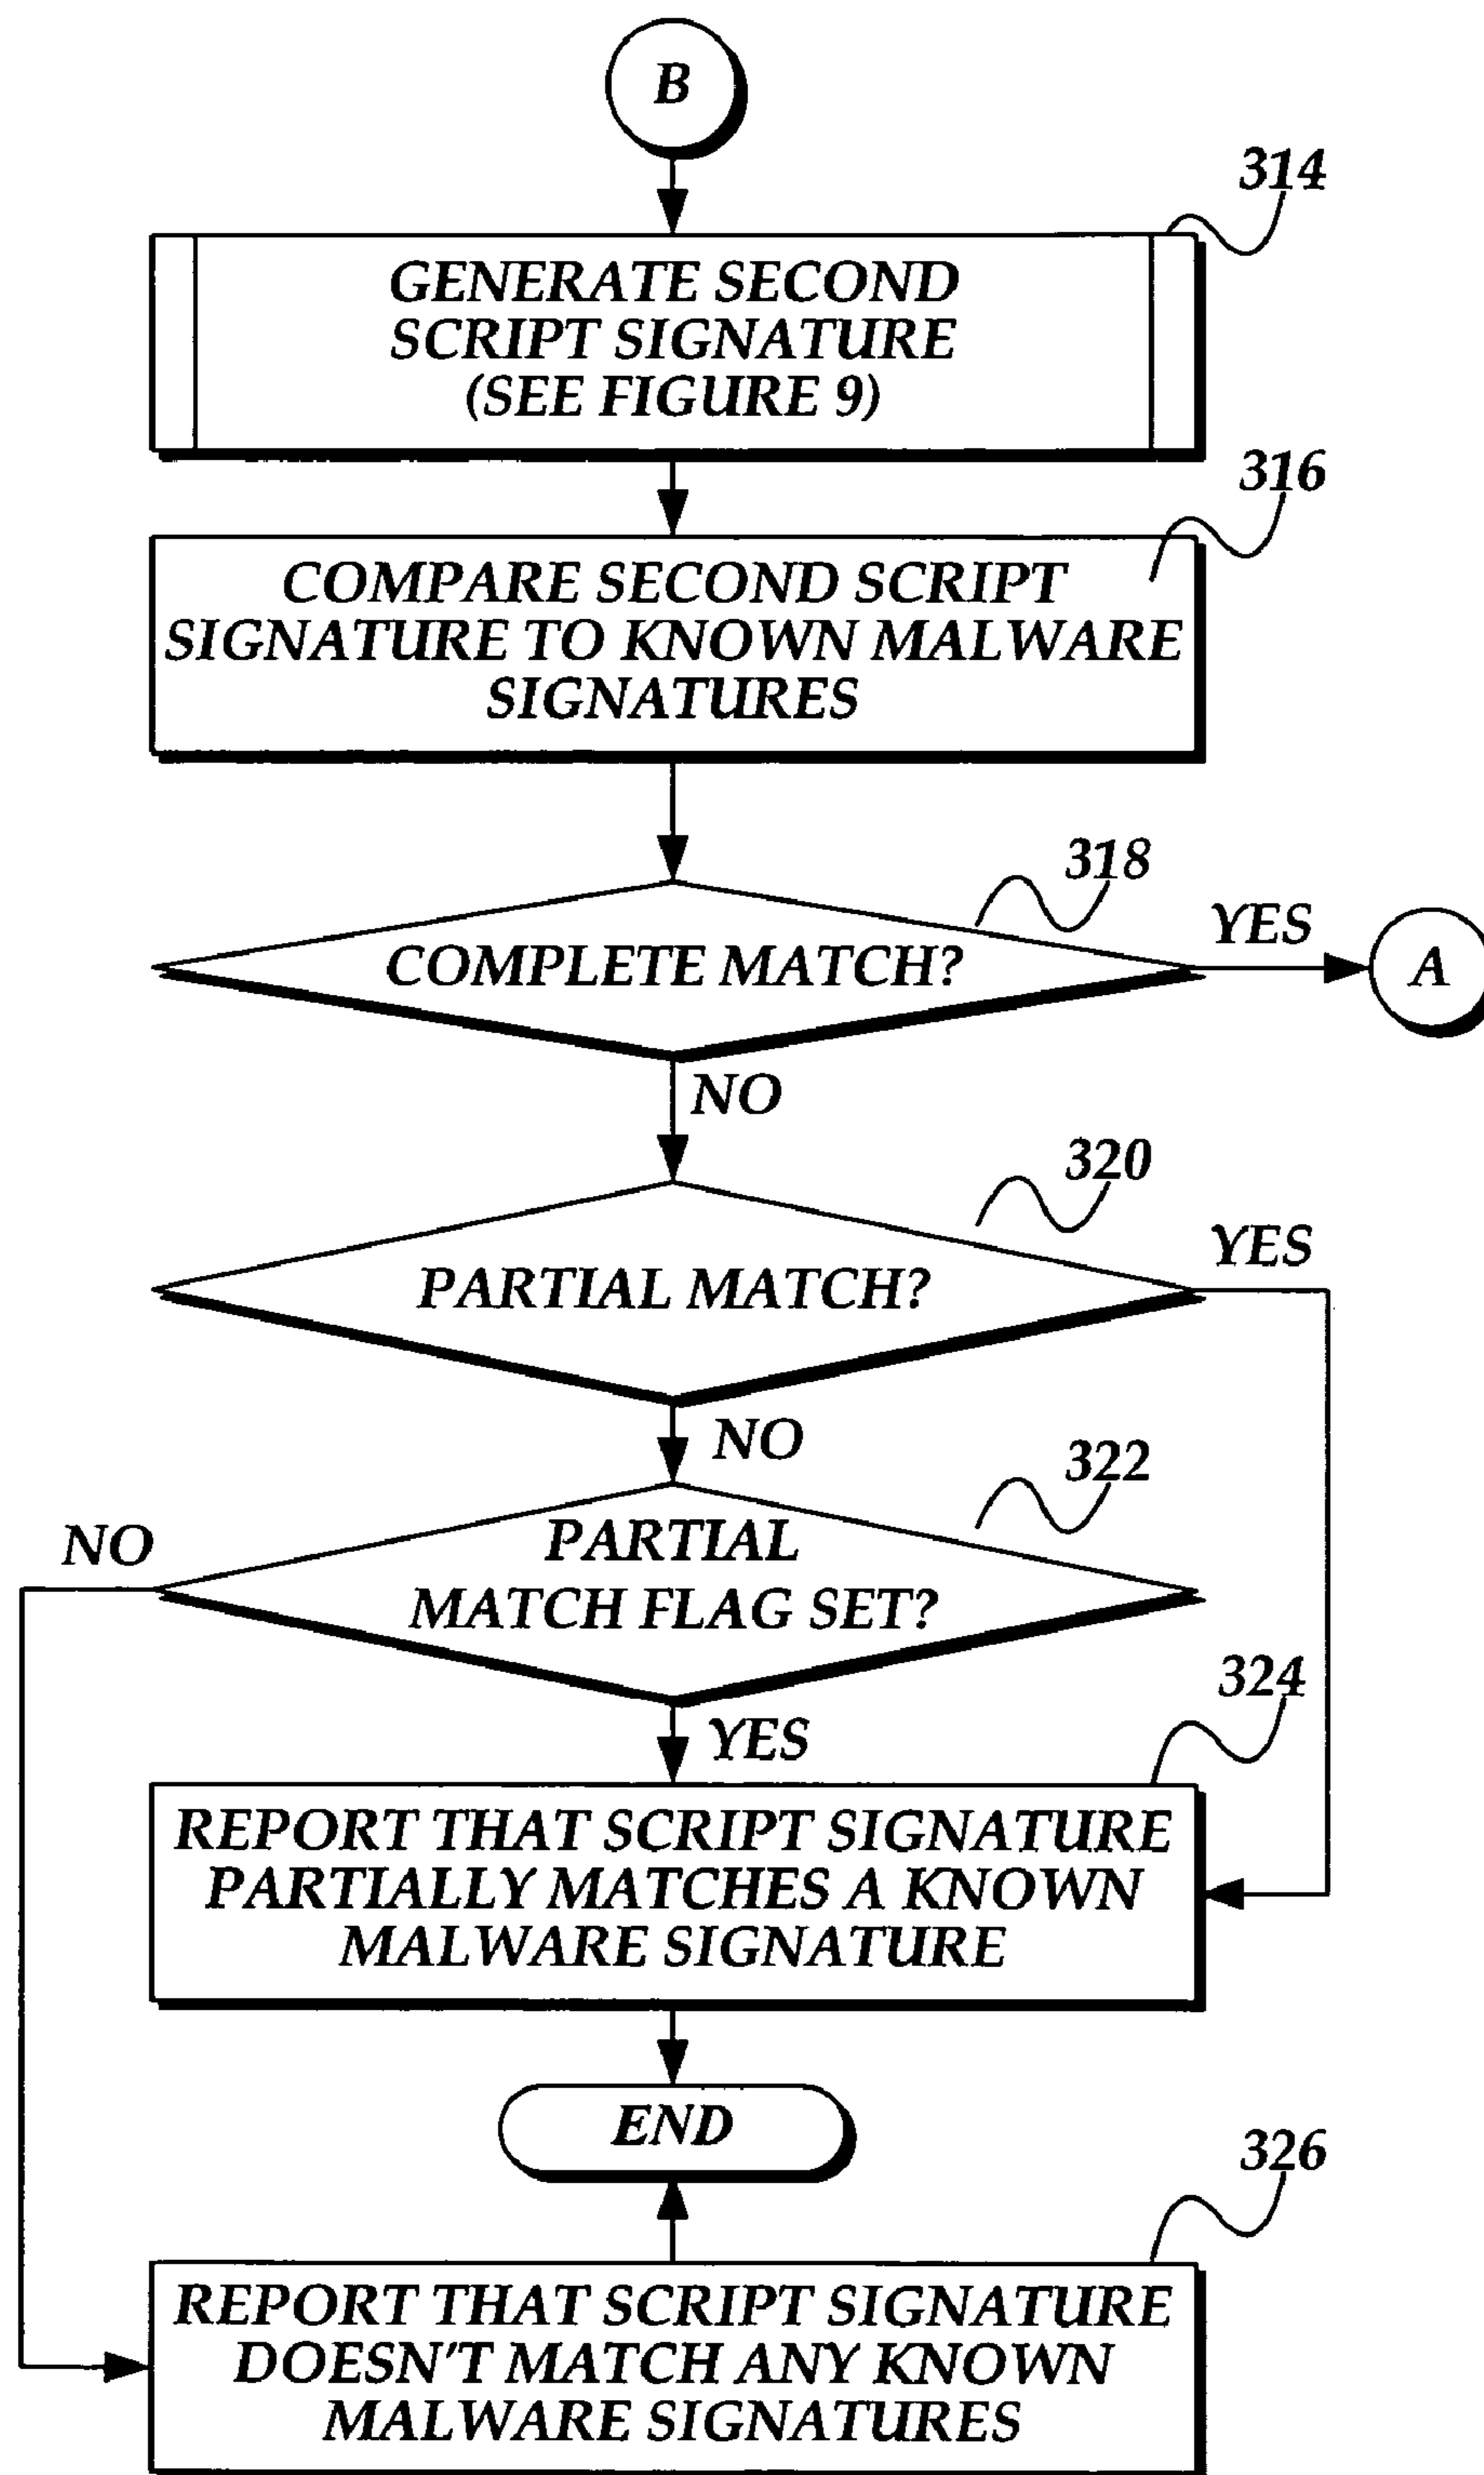 B
314
GENERATE SECOND
SCRIPT SIGNATURE
(SEE FIGURE 9)
316
COMPARE SECOND SCRIPT
SIGNATURE TO KNOWN MALWARE
SIGNATURES
318
COMPLETE MATCH?
YES
A
NO
320
PARTIAL MATCH?
YES
NO
322
PARTIAL
MATCH FLAG SET?
NO
YES
324
REPORT THAT SCRIPT SIGNATURE
PARTIALLY MATCHES A KNOWN
MALWARE SIGNATURE
END
326
REPORT THAT SCRIPT SIGNATURE
DOESN'T MATCH ANY KNOWN
MALWARE SIGNATURES